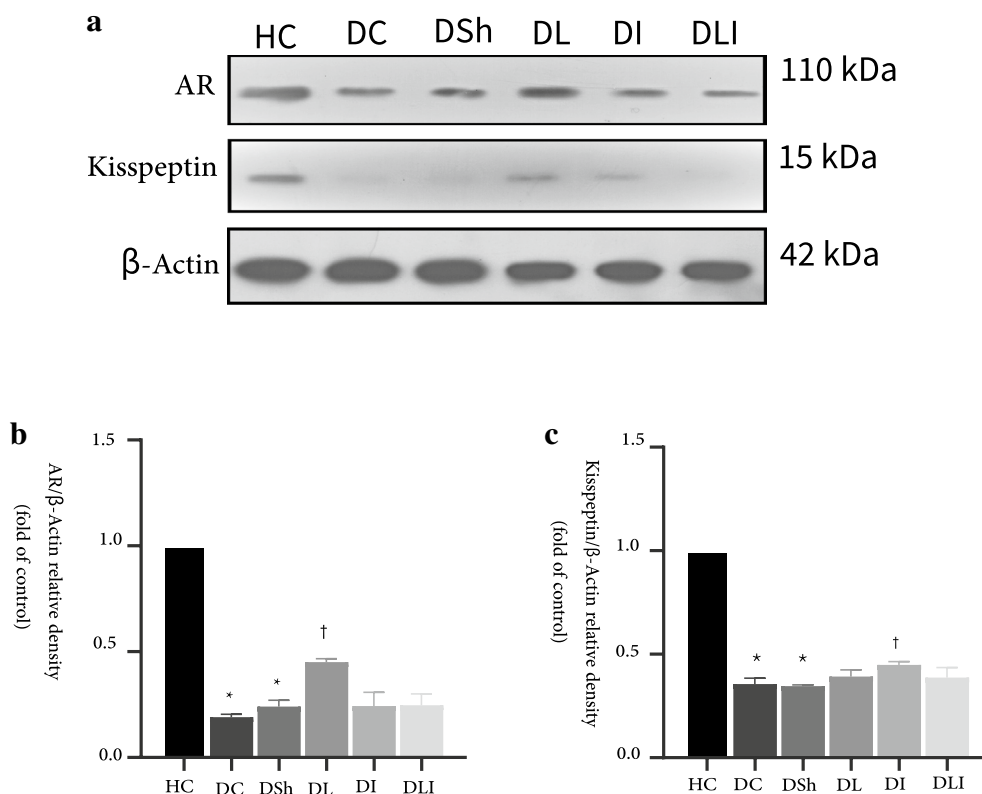 a
HC DC DSh DL DI DLI
AR 110 kDa
Kisspeptin 15 kDa
β-Actin 42 kDa
b
AR/β-Actin relative density
(fold of control)
1.5
1.0
0.5
0.0
*
*
†
HC DC DSh DL DI DLI
c
Kisspeptin/β-Actin relative density
(fold of control)
1.5
1.0
0.5
0.0
* * †
HC DC DSh DL DI DLI